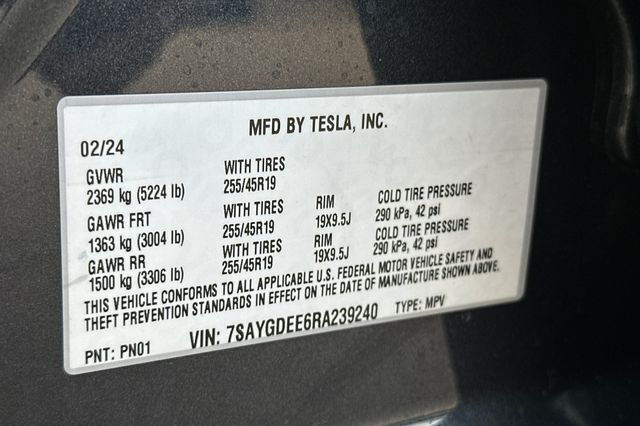 MFD BY TESLA, INC.
02/24
GVWR WITH TIRES
2369 kg (5224 lb) 255/45R19
GAWR FRT WITH TIRES RIM COLD TIRE PRESSURE
1363 kg (3004 lb) 255/45R19 19X9.5J 290 kPa, 42 psi
GAWR RR WITH TIRES RIM COLD TIRE PRESSURE
1500 kg (3306 lb) 255/45R19 19X9.5J 290 kPa, 42 psi
THIS VEHICLE CONFORMS TO ALL APPLICABLE U.S. FEDERAL MOTOR VEHICLE SAFETY AND
THEFT PREVENTION STANDARDS IN EFFECT ON THE DATE OF MANUFACTURE SHOWN ABOVE.
PNT: PN01 VIN: 7SAYGDEE6RA239240 TYPE: MPV